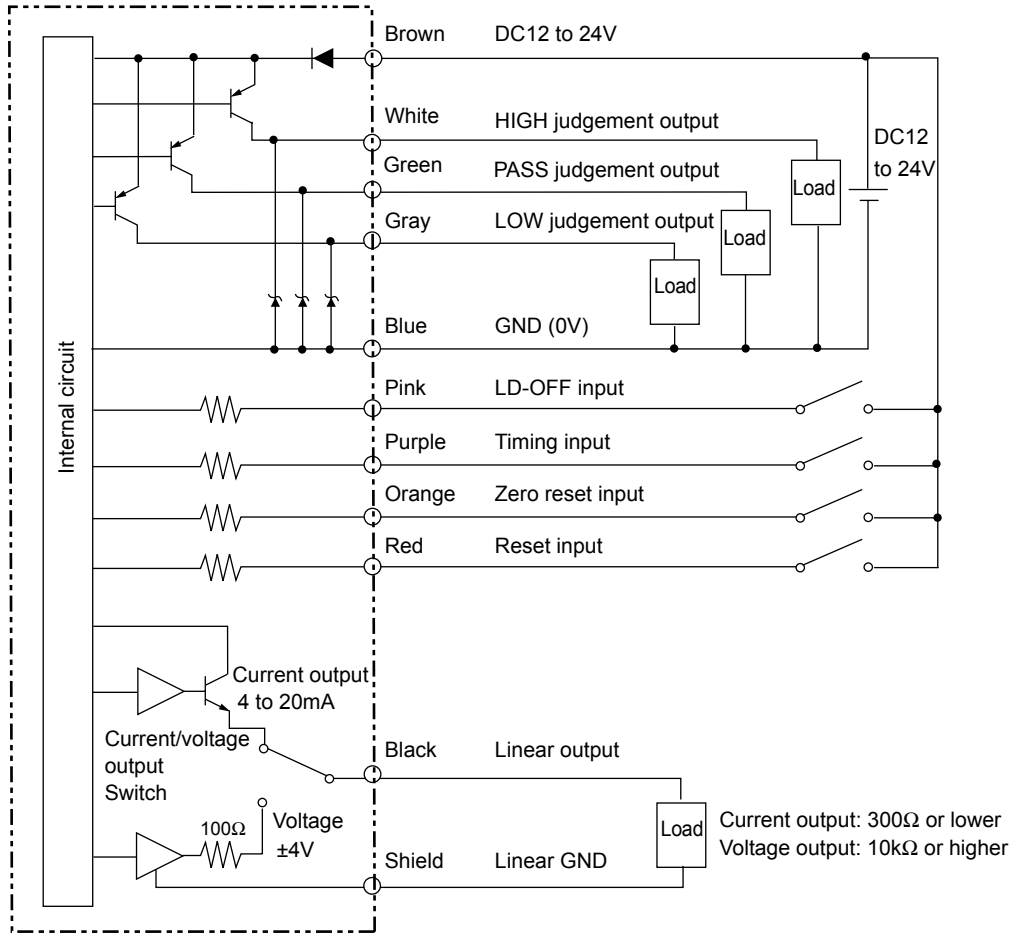 Brown DC12 to 24V
White HIGH judgement output
DC12
to 24V
Green PASS judgement output
Load
Gray LOW judgement output
Load
Load
Blue GND (0V)
Internal circuit
Pink LD-OFF input
Purple Timing input
Orange Zero reset input
Red Reset input
Current output
4 to 20mA
Current/voltage
output
Switch
Black Linear output
100Ω
Voltage
±4V
Load
Current output: 300Ω or lower
Voltage output: 10kΩ or higher
Shield Linear GND